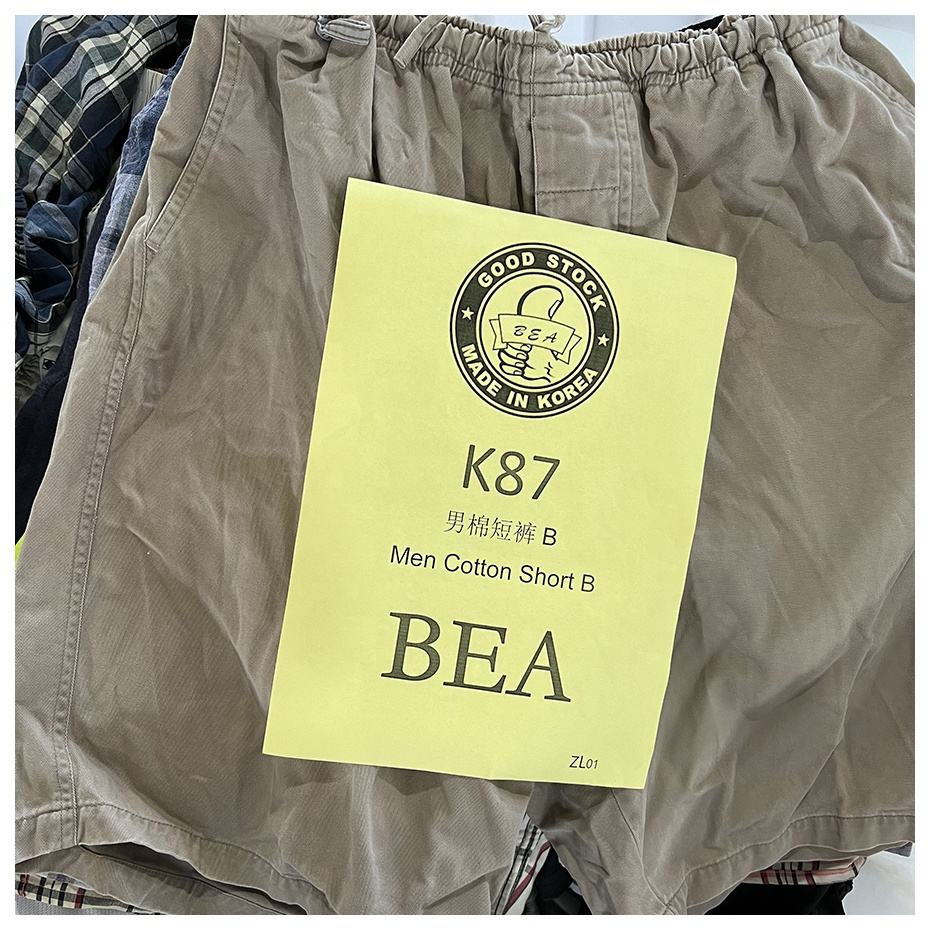 GOOD STOCK
BEA
MADE IN KOREA
K87
男棉短裤 B
Men Cotton Short B
BEA
ZL01